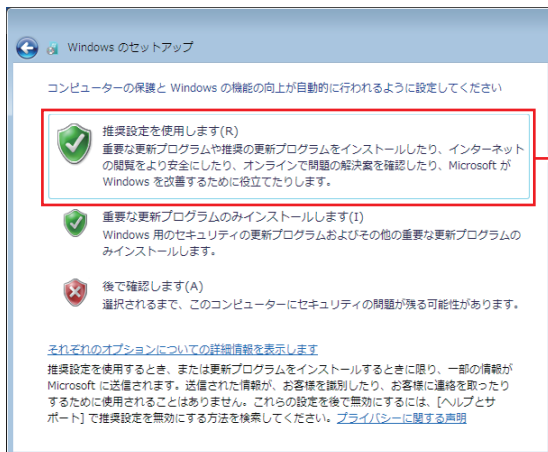 Windows のセットアップ
コンピューターの保護と Windows の機能の向上が自動的に行われるように設定してください
推奨設定を使用します(R)
重要な更新プログラムや推奨の更新プログラムをインストールしたり、インターネット
の閲覧をより安全にしたり、オンラインで問題の解決案を確認したり、Microsoft が
Windows を改善するために役立てたりします。
重要な更新プログラムのみインストールします(I)
Windows 用のセキュリティの更新プログラムおよびその他の重要な更新プログラムの
みインストールします。
後で確認します(A)
選択されるまで、このコンピューターにセキュリティの問題が残る可能性があります。
それぞれのオプションについての詳細情報を表示します
推奨設定を使用するとき、または更新プログラムをインストールするときに限り、一部の情報が
Microsoft に送信されます。送信された情報が、お客様を識別したり、お客様に連絡を取ったり
するために使用されることはありません。これらの設定を後で無効にするには、[ヘルプとサ
ポート] で推奨設定を無効にする方法を検索してください。プライバシーに関する声明